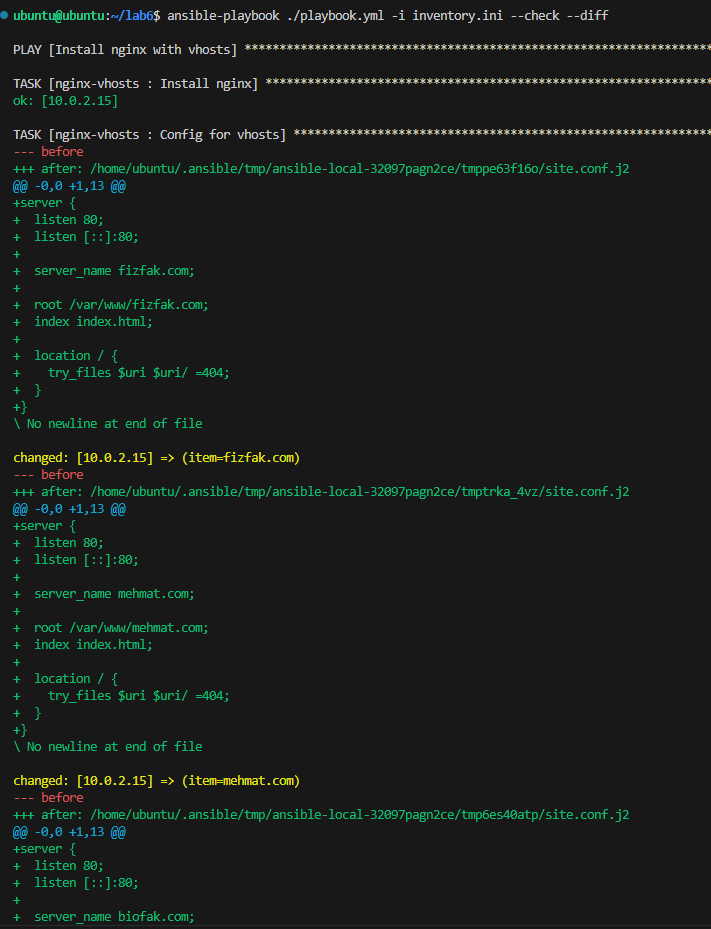 ubuntu@ubuntu:~/lab6$ ansible-playbook ./playbook.yml -i inventory.ini --check --diff

PLAY [Install nginx with vhosts] *******************************************************************

TASK [nginx-vhosts : Install nginx] ****************************************************************
ok: [10.0.2.15]

TASK [nginx-vhosts : Config for vhosts] ************************************************************
--- before
+++ after: /home/ubuntu/.ansible/tmp/ansible-local-32097pagn2ce/tmppe63f16o/site.conf.j2
@@ -0,0 +1,13 @@
+server {
+  listen 80;
+  listen [::]:80;
+
+  server_name fizfak.com;
+
+  root /var/www/fizfak.com;
+  index index.html;
+
+  location / {
+    try_files $uri $uri/ =404;
+  }
+}
\ No newline at end of file

changed: [10.0.2.15] => (item=fizfak.com)
--- before
+++ after: /home/ubuntu/.ansible/tmp/ansible-local-32097pagn2ce/tmptrka_4vz/site.conf.j2
@@ -0,0 +1,13 @@
+server {
+  listen 80;
+  listen [::]:80;
+
+  server_name mehmat.com;
+
+  root /var/www/mehmat.com;
+  index index.html;
+
+  location / {
+    try_files $uri $uri/ =404;
+  }
+}
\ No newline at end of file

changed: [10.0.2.15] => (item=mehmat.com)
--- before
+++ after: /home/ubuntu/.ansible/tmp/ansible-local-32097pagn2ce/tmp6es40atp/site.conf.j2
@@ -0,0 +1,13 @@
+server {
+  listen 80;
+  listen [::]:80;
+
+  server_name biofak.com;